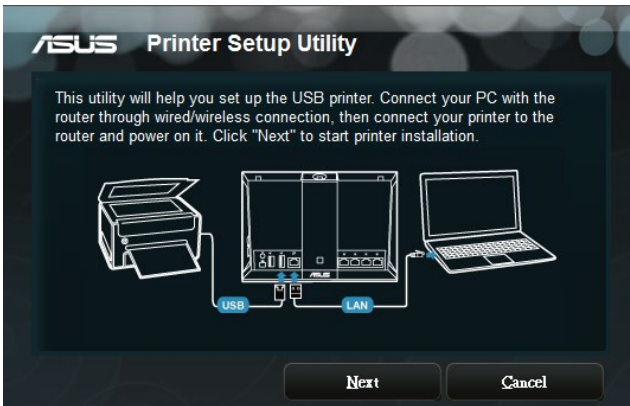 ASUS Printer Setup Utility
This utility will help you set up the USB printer. Connect your PC with the
router through wired/wireless connection, then connect your printer to the
router and power on it. Click "Next" to start printer installation.
ASUS
USB
LAN
Next
Cancel